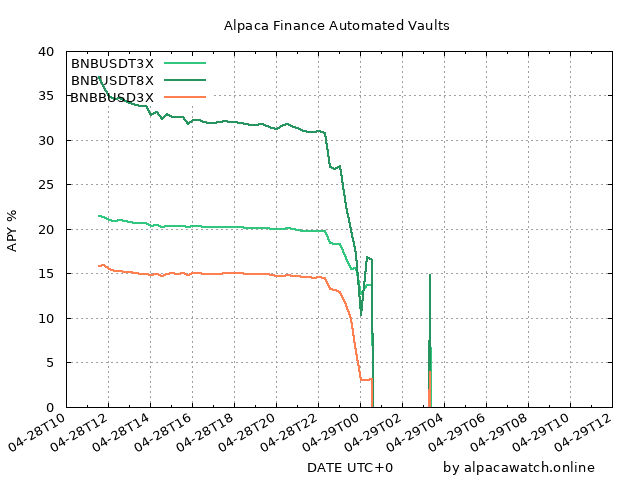 Alpaca Finance Automated Vaults
BNBUSDT3X
BNBUSDT8X
BNBBUSD3X
APY %
40
35
30
25
20
15
10
5
0
04-28T10
04-28T12
04-28T14
04-28T16
04-28T18
04-28T20
04-28T22
04-29T00
04-29T02
04-29T04
04-29T06
04-29T08
04-29T10
04-29T12
DATE UTC+0
by alpacawatch.online